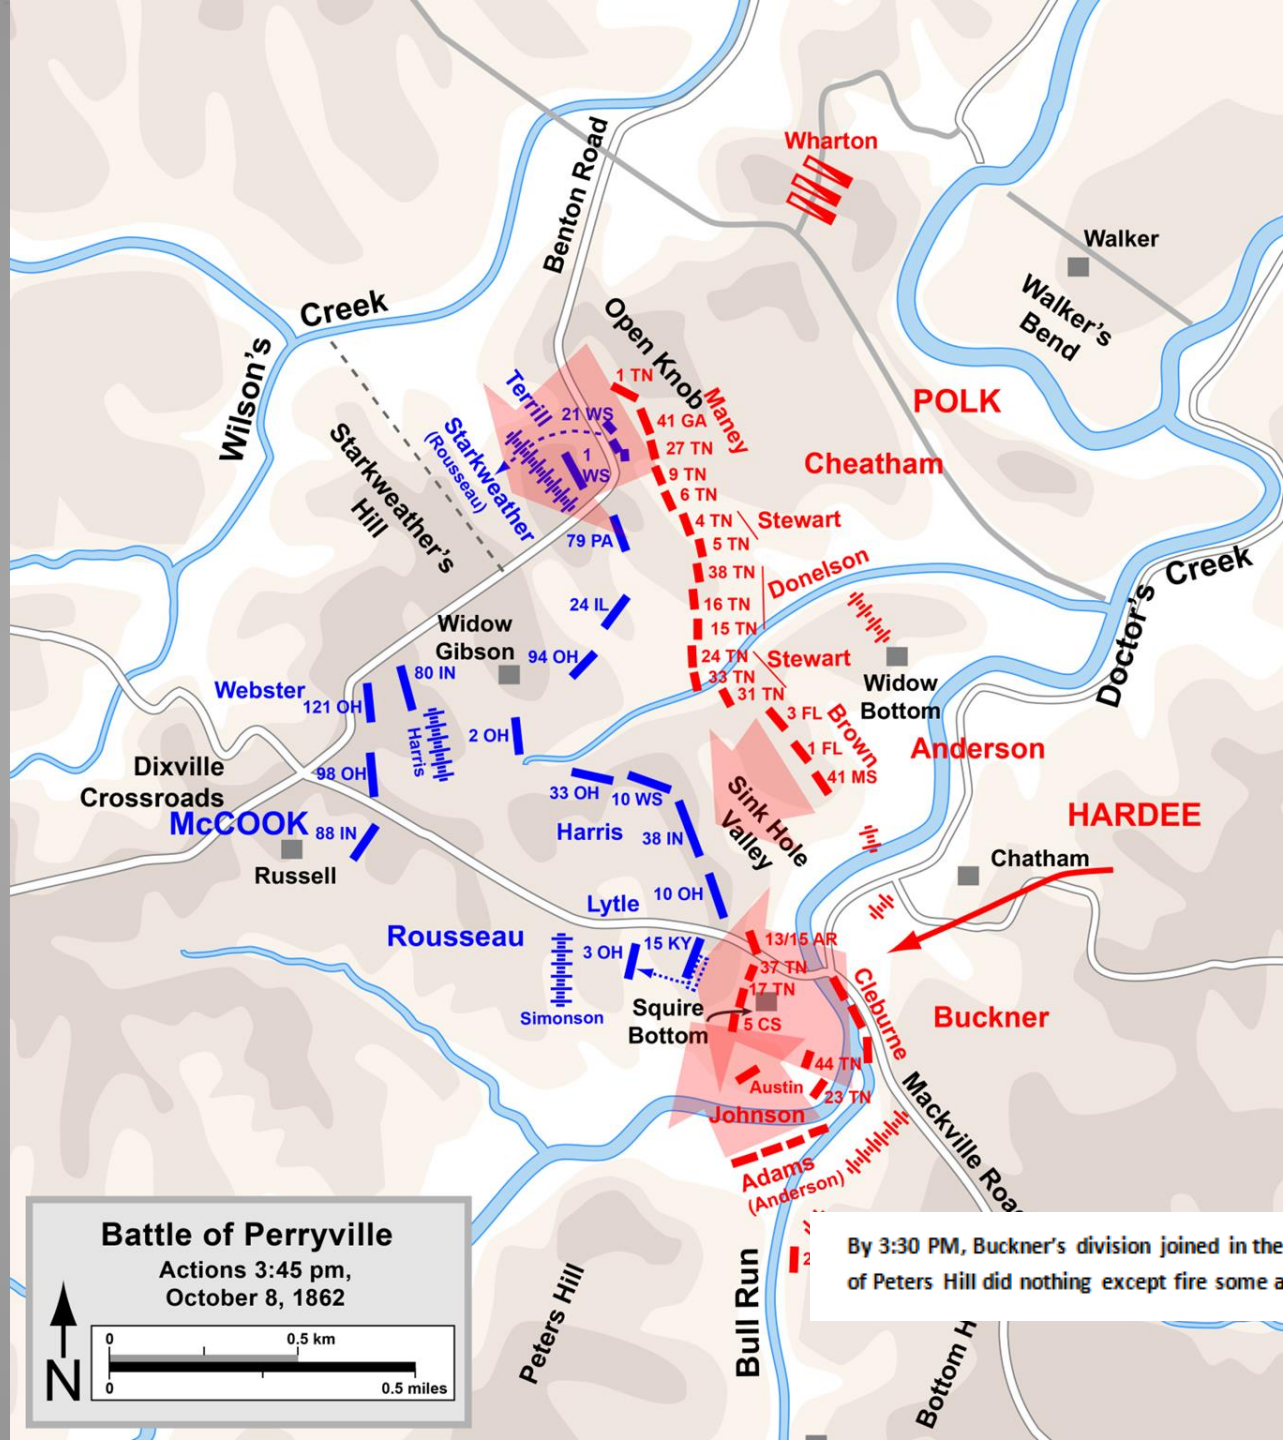 Wharton
Benton Road
Walker
Walker's
Bend
Creek
Wilson's
Open Knob
1 TN
Maney
POLK
Terrill
21 WS
41 GA
Starkweather
(Rousseau)
1
WS
27 TN
Cheatham
9 TN
6 TN
Starkweather's
Hill
4 TN
Stewart
79 PA
5 TN
38 TN
Donelson
Doctor's Creek
24 IL
16 TN
15 TN
Widow
Gibson
94 OH
24 TN
Stewart
80 IN
33 TN
31 TN
Widow
Bottom
Webster
121 OH
Harris
2 OH
3 FL
Brown
1 FL
Anderson
41 MS
Dixville
Crossroads
98 OH
33 OH
10 WS
Sink Hole
Valley
McCOOK
88 IN
Harris
38 IN
HARDEE
Russell
Chatham
Lytle
10 OH
Rousseau
3 OH
15 KY
13/15 AR
37 TN
17 TN
Cleburne
Simonson
Squire
Bottom
5 CS
Buckner
44 TN
Austin
23 TN
Johnson
Mackville Road
Adams
(Anderson)
Battle of Perryville
Actions 3:45 pm,
October 8, 1862
0
0.5 km
0
0.5 miles
N
Peters Hill
Bull Run
2
By 3:30 PM, Buckner's division joined in the
of Peters Hill did nothing except fire some a
Bottom H